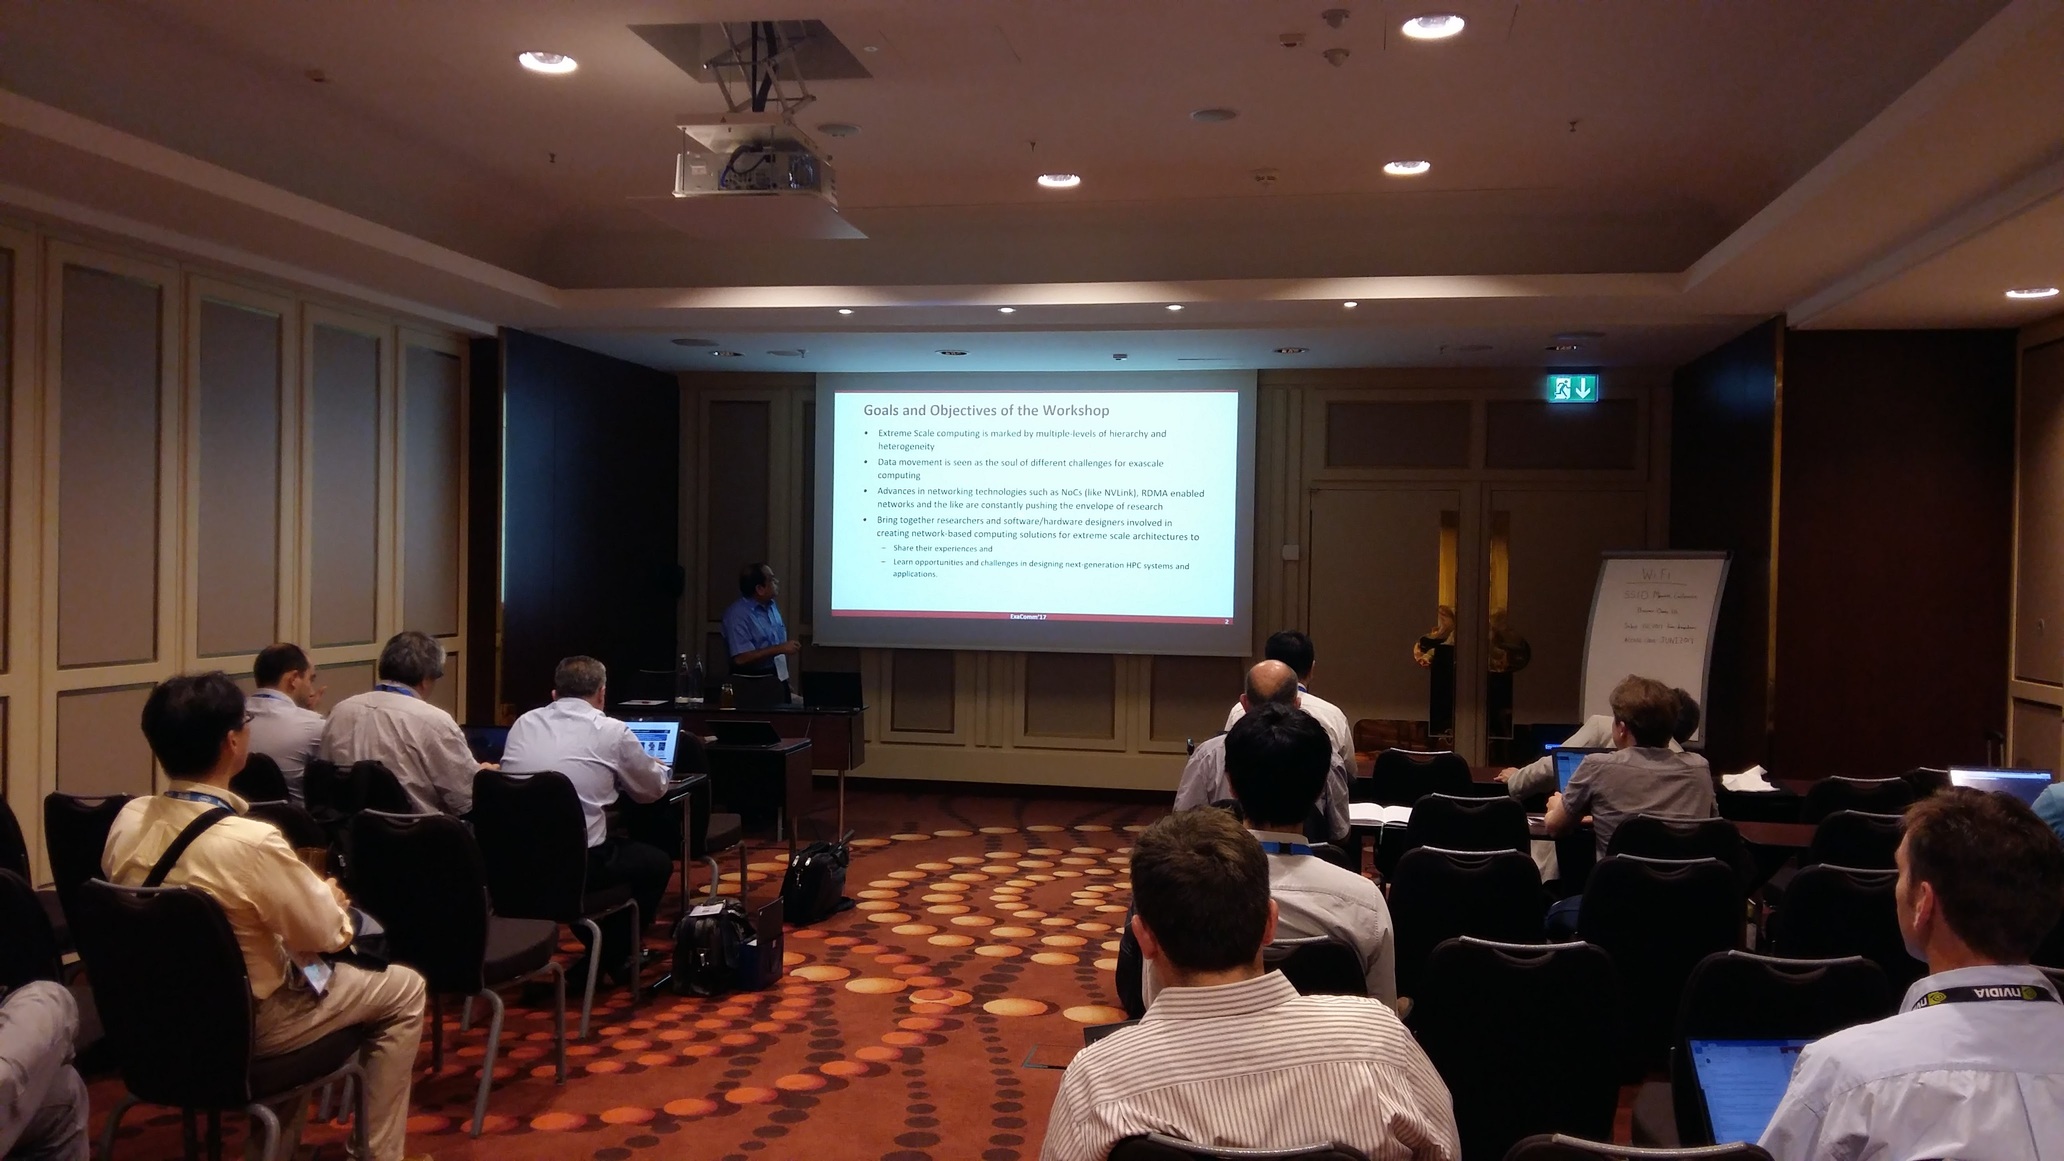 Goals and Objectives of the Workshop
• Extreme Scale computing is marked by multiple-levels of hierarchy and
heterogeneity
• Data movement is seen as the soul of different challenges for exascale
computing
• Advances in networking technologies such as NoCs (like NVLink), RDMA enabled
networks and the like are constantly pushing the envelope of research
• Bring together researchers and software/hardware designers involved in
creating network-based computing solutions for extreme scale architectures to
– Share their experiences and
– Learn opportunities and challenges in designing next-generation HPC systems and
applications.
ExaComm'17
2
WiFi
SSID
NVIDIA